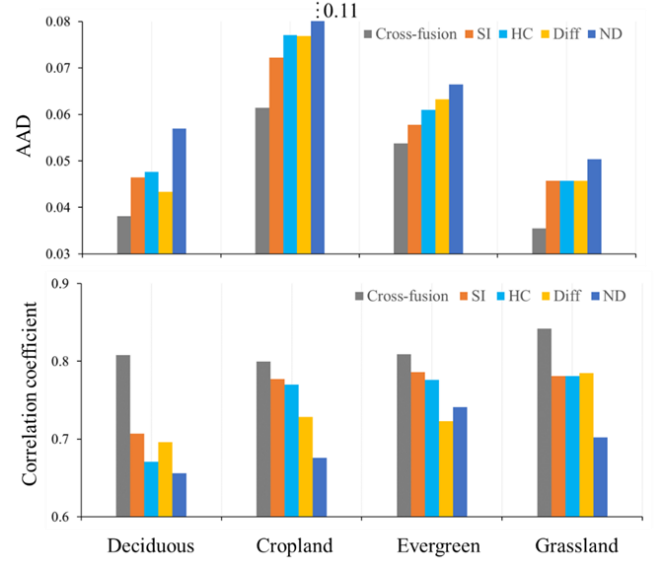 0.11
0.08
Cross-fusion SI HC Diff ND
0.07
0.06
AAD
0.05
0.04
0.03
0.9
Cross-fusion SI HC Diff ND
0.8
Correlation coefficient
0.7
0.6
Deciduous Cropland Evergreen Grassland